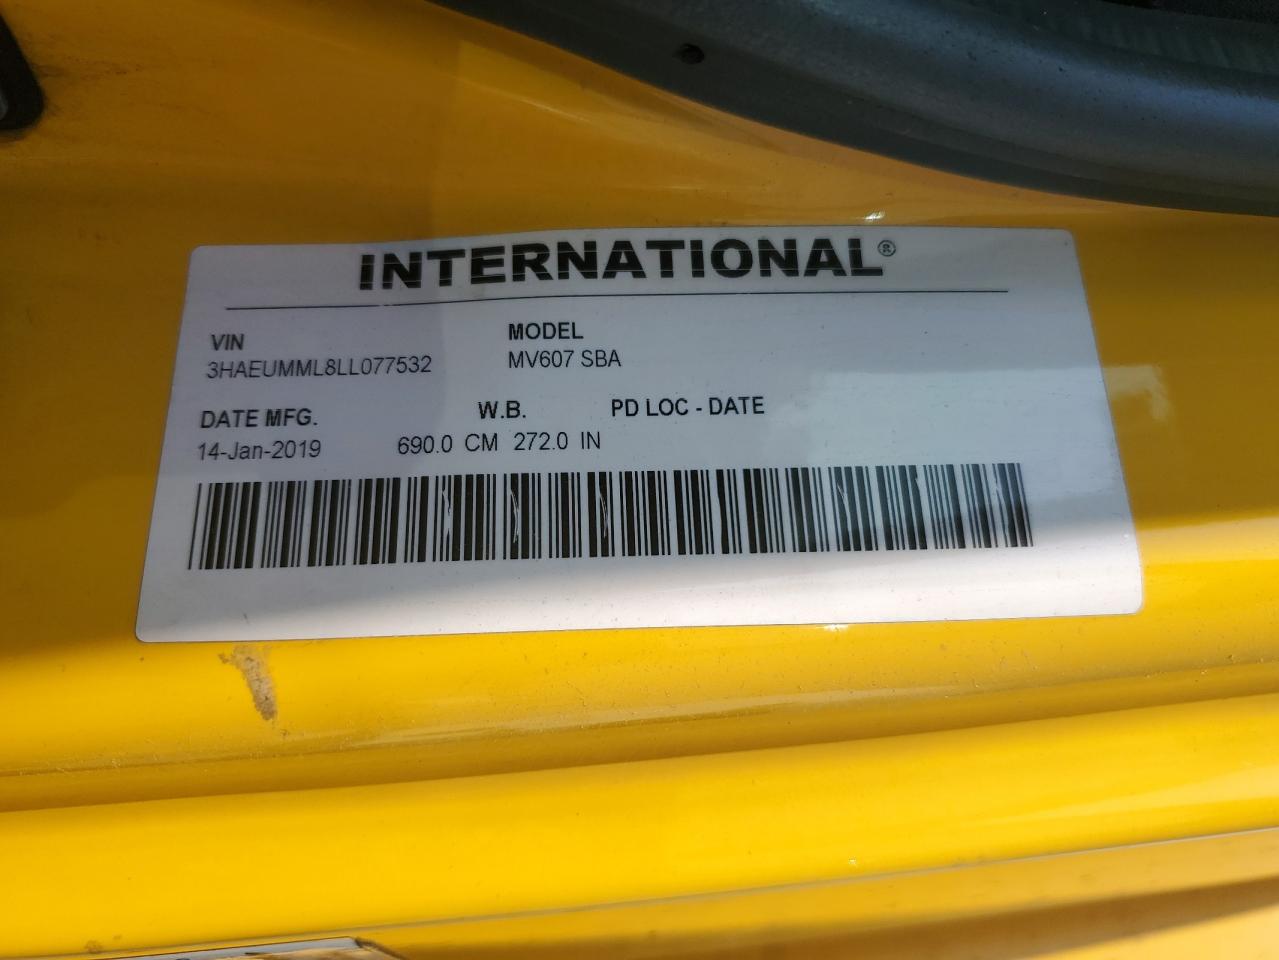 INTERNATIONAL®
VIN MODEL
3HAEUMML8LL077532 MV607 SBA
DATE MFG. W.B. PD LOC - DATE
14-Jan-2019 690.0 CM 272.0 IN